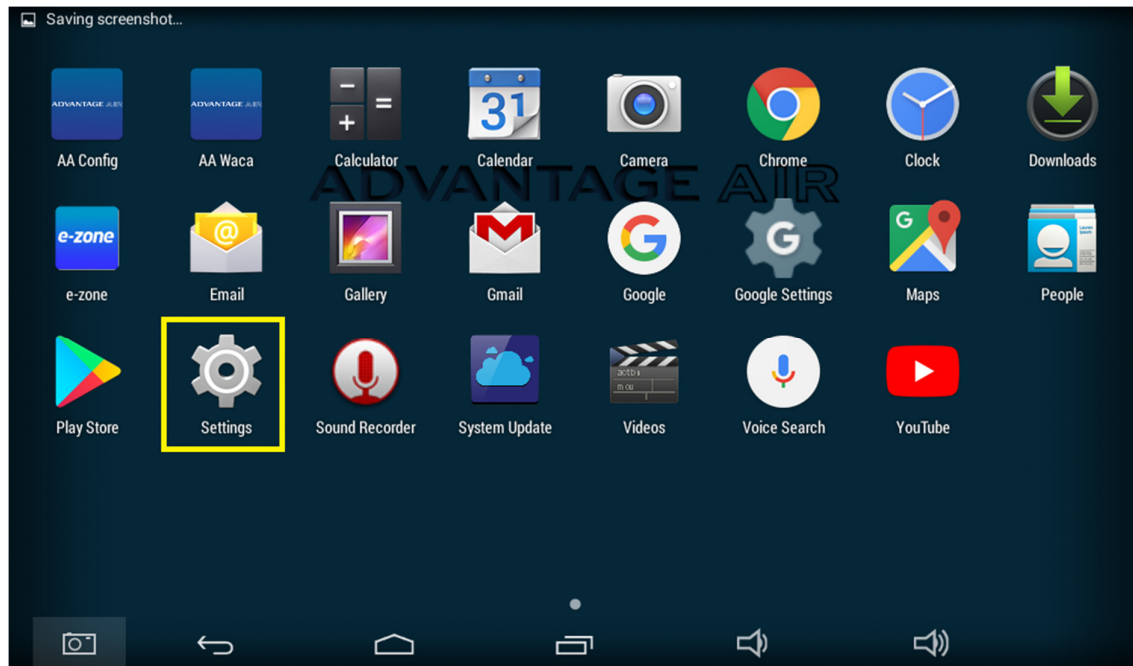 Saving screenshot...
ADVANTAGE AIR
ADVANTAGE AIR
31
AA Config
AA Waca
Calculator
Calendar
Camera
Chrome
Clock
Downloads
ADVANTAGE AIR
e-zone
@
G
G
G
e-zone
Email
Gallery
Gmail
Google
Google Settings
Maps
People
Play Store
Settings
Sound Recorder
System Update
Videos
Voice Search
YouTube